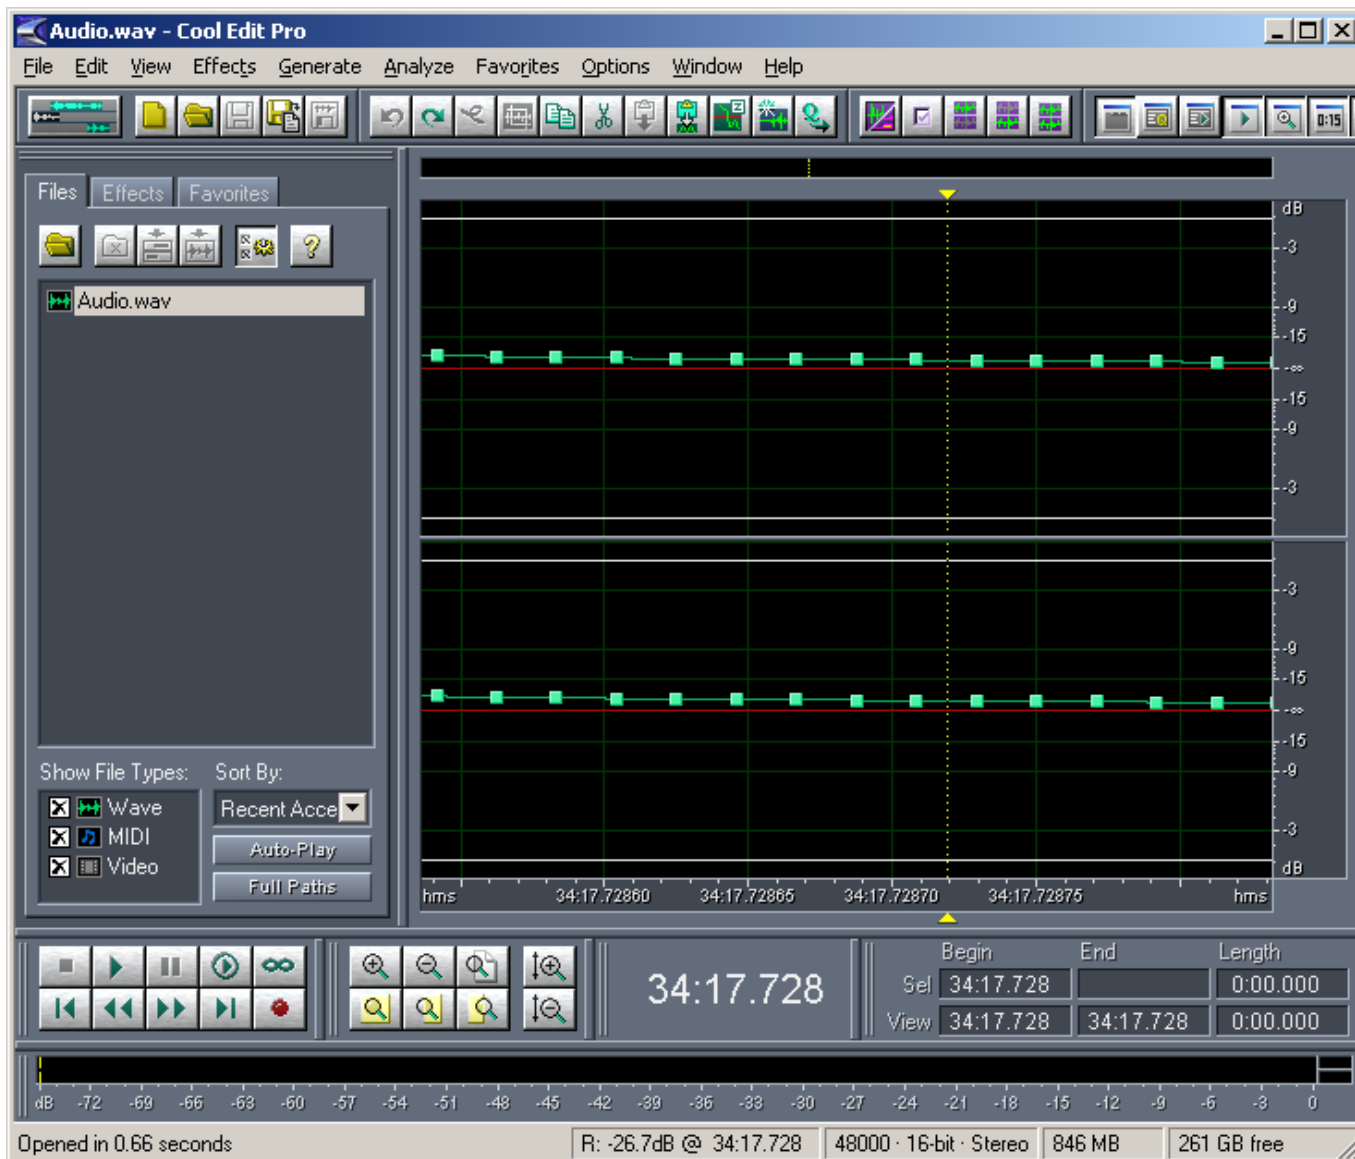 Audio.wav - Cool Edit Pro
File Edit View Effects Generate Analyze Favorites Options Window Help
0:15
Files Effects Favorites
Audio.wav
Show File Types: Sort By:
Wave
MIDI
Video
Recent Acce
Auto-Play
Full Paths
dB
-3
-9
-15
-∞
-15
-9
-3
-3
-9
-15
-∞
-15
-9
-3
dB
hms 34:17.72860 34:17.72865 34:17.72870 34:17.72875 hms
34:17.728
Begin End Length
Sel 34:17.728 0:00.000
View 34:17.728 34:17.728 0:00.000
dB -72 -69 -66 -63 -60 -57 -54 -51 -48 -45 -42 -39 -36 -33 -30 -27 -24 -21 -18 -15 -12 -9 -6 -3 0
Opened in 0.66 seconds R: -26.7dB @ 34:17.728 48000 · 16-bit · Stereo 846 MB 261 GB free